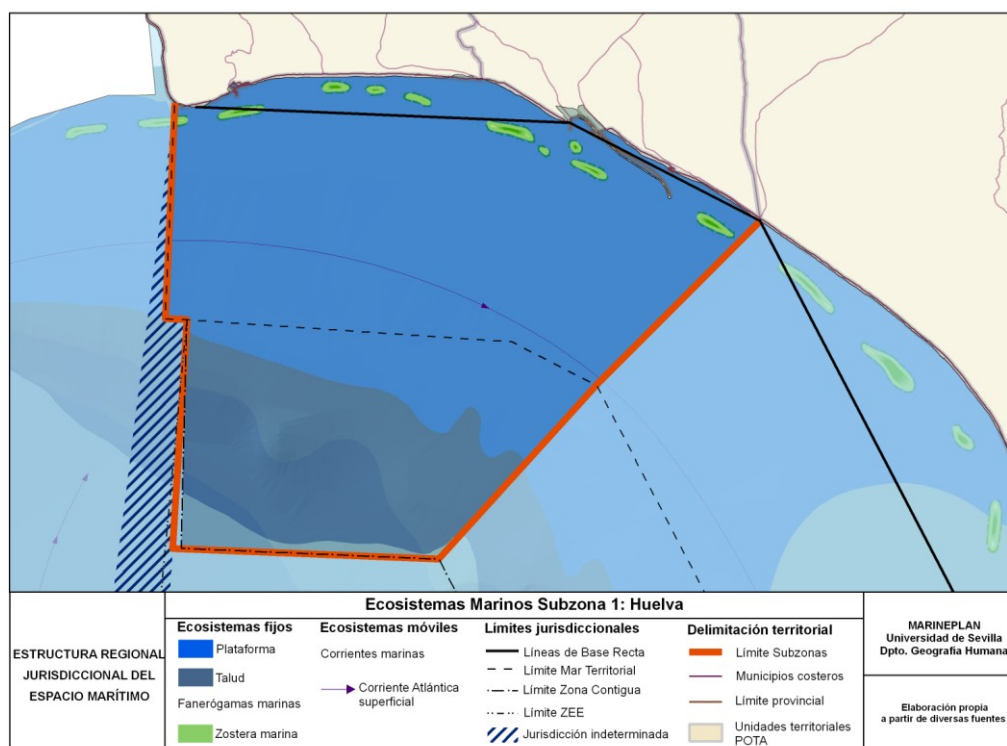 Ecosistemas Marinos Subzona 1: Huelva
ESTRUCTURA REGIONAL
JURISDICCIONAL DEL
ESPACIO MARÍTIMO
Ecosistemas fijos
Plataforma
Talud
Fanerógamas marinas
Zostera marina
Ecosistemas móviles
Corrientes marinas
Corriente Atlántica
superficial
Límites jurisdiccionales
Líneas de Base Recta
Límite Mar Territorial
Límite Zona Contigua
Límite ZEE
Jurisdicción indeterminada
Delimitación territorial
Límite Subzonas
Municipios costeros
Límite provincial
Unidades territoriales
POTA
MARINEPLAN
Universidad de Sevilla
Dpto. Geografía Humana
Elaboración propia
a partir de diversas fuentes